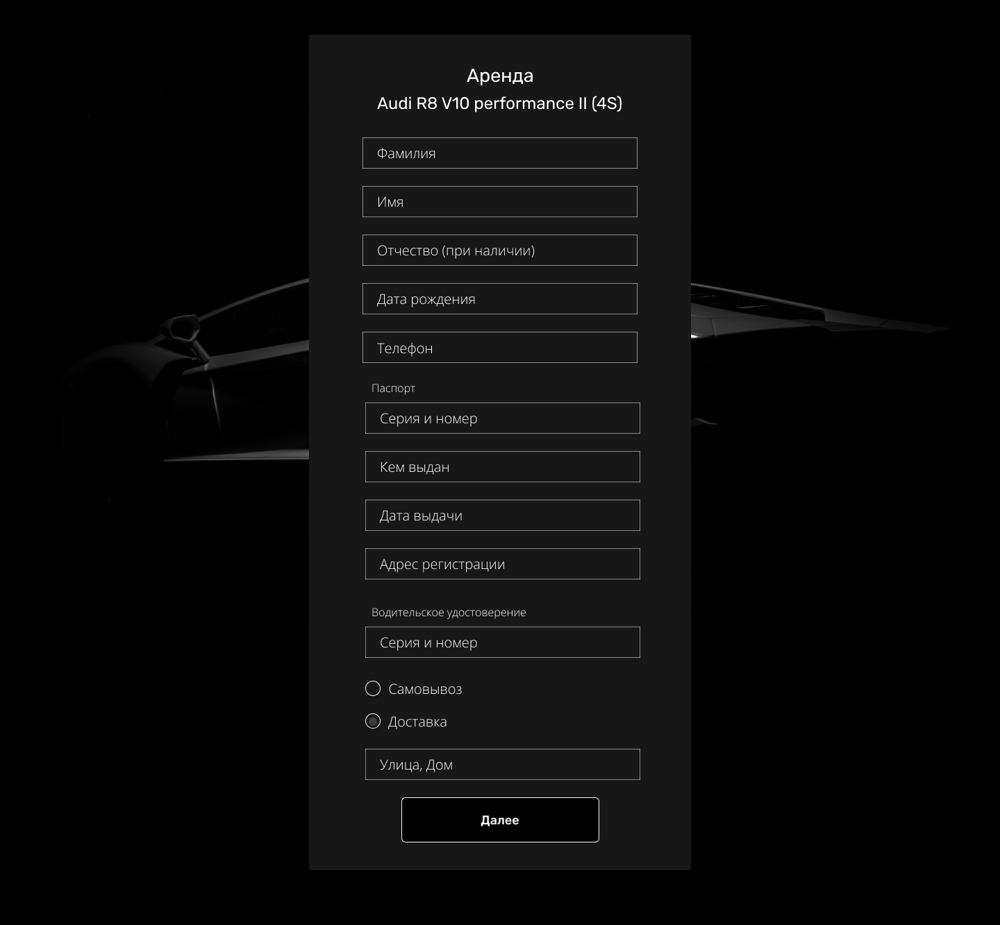 Аренда
Audi R8 V10 performance II (4S)
Фамилия
Имя
Отчество (при наличии)
Дата рождения
Телефон
Паспорт
Серия и номер
Кем выдан
Дата выдачи
Адрес регистрации
Водительское удостоверение
Серия и номер
Самовывоз
Доставка
Улица, Дом
Далее